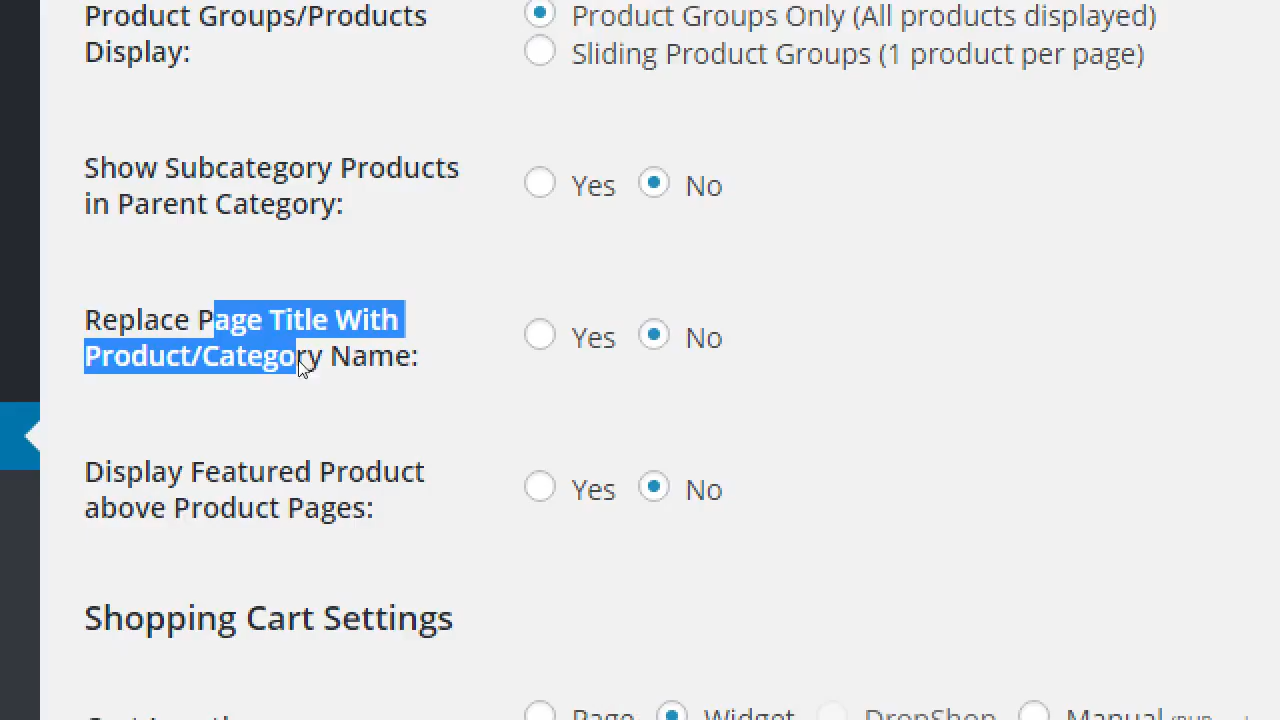 Product Groups/Products
Display:
Product Groups Only (All products displayed)
Sliding Product Groups (1 product per page)
Show Subcategory Products
in Parent Category:
Yes No
Replace Page Title With
Product/Category Name:
Yes No
Display Featured Product
above Product Pages:
Yes No
Shopping Cart Settings
Page Widget DropShop Manual